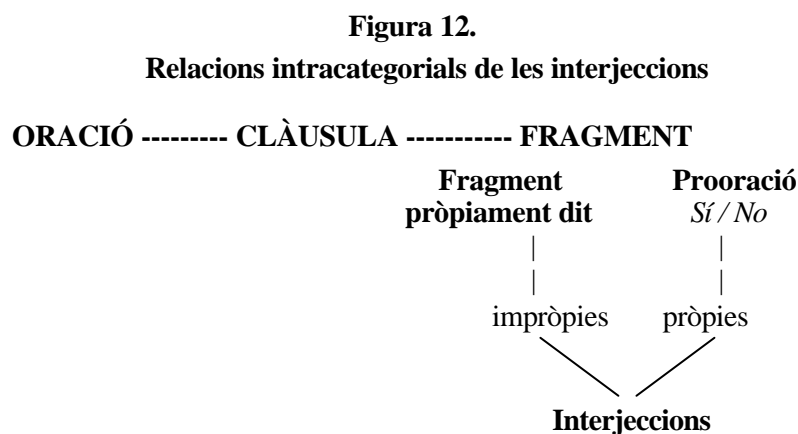 Figura 12.
Relacions intracategorials de les interjeccions
ORACIÓ --------- CLÀUSULA ----------- FRAGMENT
Fragment Prooració
pròpiament dit Sí / No
| |
| |
impròpies pròpies
Interjeccions